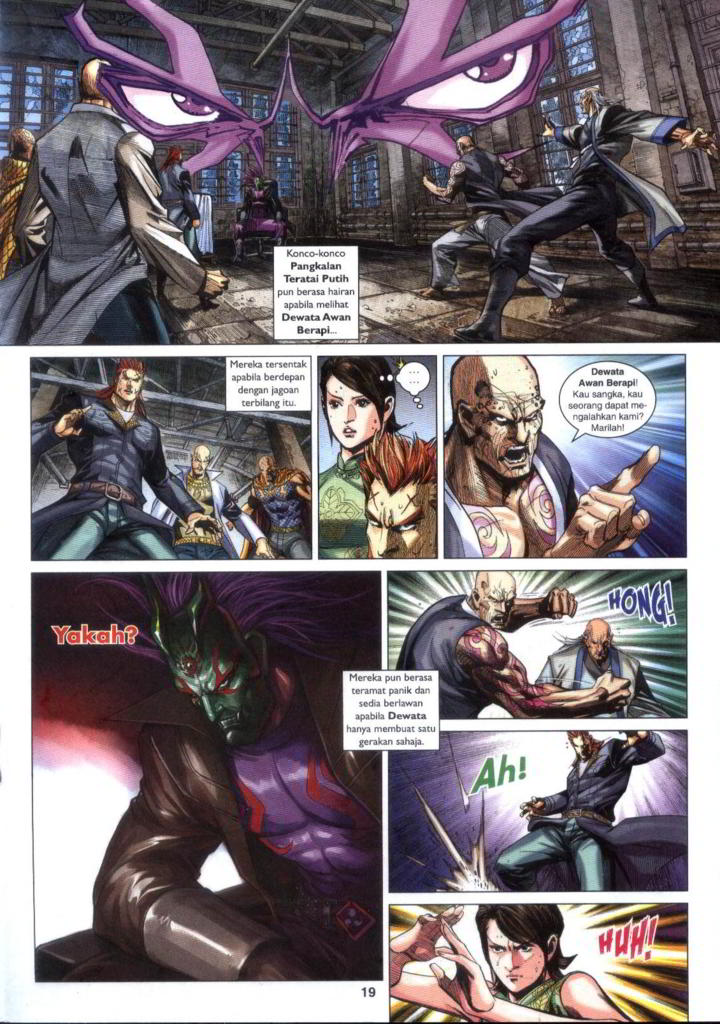 Konco-konco
Pangkalan
Teratai Putih
pun berasa hairan
apabila melihat
Dewata Awan
Berapi...
Mereka tersentak
apabila berdepan
dengan jagoan
terbilang itu.
... ...
Dewata
Awan Berapi!
Kau sangka, kau
seorang dapat me-
ngalahkan kami?
Marilah!
Yakah?
Mereka pun berasa
teramat panik dan
sedia berlawan
apabila Dewata
hanya membuat satu
gerakan sahaja.
HONG!
Ah!
HUH!
19